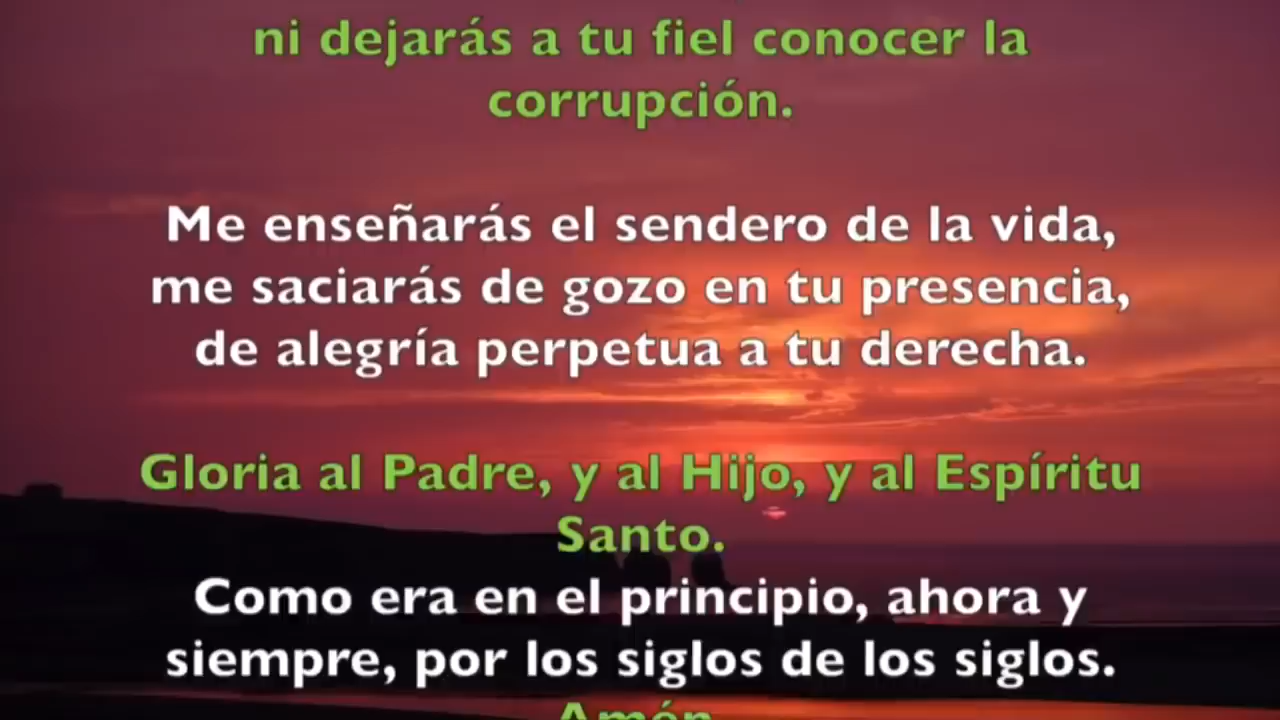 ni dejarás a tu fiel conocer la
corrupción.
Me enseñarás el sendero de la vida,
me saciarás de gozo en tu presencia,
de alegría perpetua a tu derecha.
Gloria al Padre, y al Hijo, y al Espíritu
Santo.
Como era en el principio, ahora y
siempre, por los siglos de los siglos.
Amén